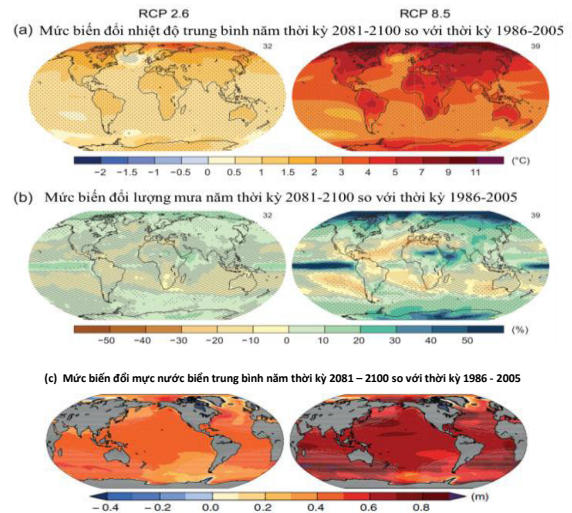 RCP 2.6 RCP 8.5
(a) Mức biến đổi nhiệt độ trung bình năm thời kỳ 2081-2100 so với thời kỳ 1986-2005
32 39
−2 −1.5 −1 −0.5 0 0.5 1 1.5 2 3 4 5 7 9 11 (°C)
(b) Mức biến đổi lượng mưa năm thời kỳ 2081-2100 so với thời kỳ 1986-2005
32 39
−50 −40 −30 −20 −10 0 10 20 30 40 50 (%)
(c) Mức biến đổi mực nước biển trung bình năm thời kỳ 2081 – 2100 so với thời kỳ 1986 - 2005
−0.4 −0.2 0.0 0.2 0.4 0.6 0.8 (m)